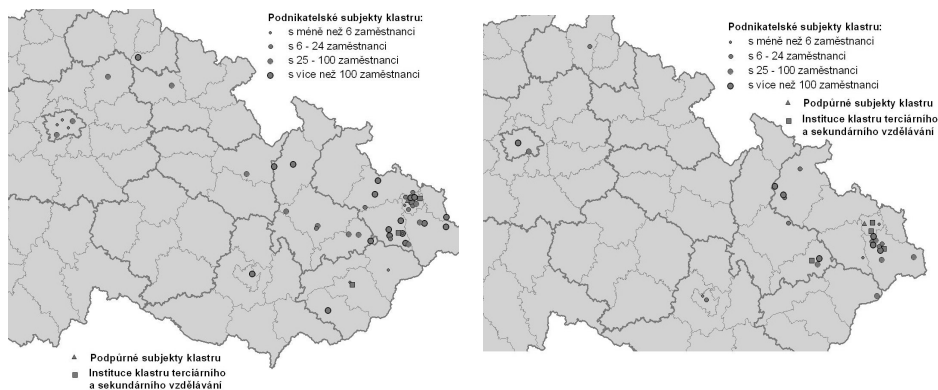 Podnikatelské subjekty klastru:
s méně než 6 zaměstnanci
s 6 - 24 zaměstnanci
s 25 - 100 zaměstnanci
s více než 100 zaměstnanci
Podpůrné subjekty klastru
Instituce klastru terciárního
a sekundárního vzdělávání
Podnikatelské subjekty klastru:
s méně než 6 zaměstnanci
s 6 - 24 zaměstnanci
s 25 - 100 zaměstnanci
s více než 100 zaměstnanci
Podpůrné subjekty klastru
Instituce klastru terciárního
a sekundárního vzdělávání